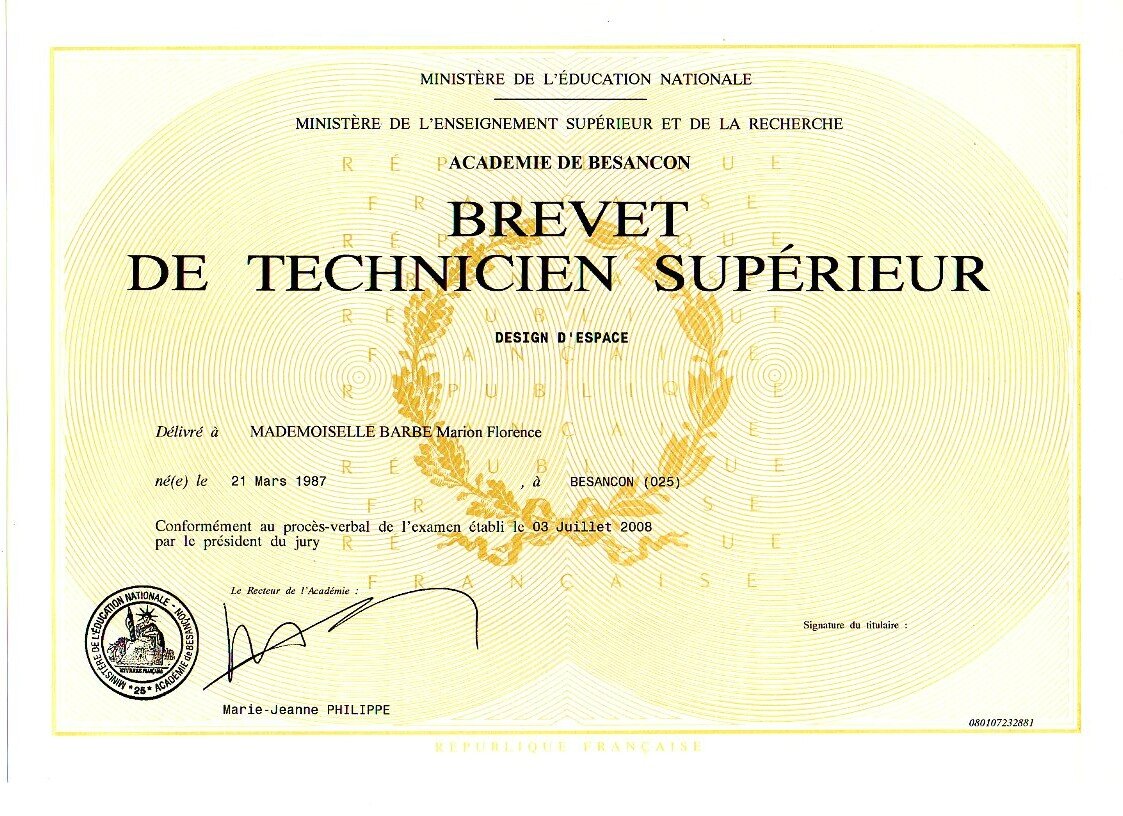 MINISTÈRE DE L'ÉDUCATION NATIONALE
MINISTÈRE DE L'ENSEIGNEMENT SUPÉRIEUR ET DE LA RECHERCHE
ACADEMIE DE BESANCON
BREVET
DE TECHNICIEN SUPÉRIEUR
DESIGN D'ESPACE
Délivré à MADEMOISELLE BARBE Marion Florence
né(e) le 21 Mars 1987 , à BESANCON (025)
Conformément au procès-verbal de l'examen établi le 03 Juillet 2008
par le président du jury
Le Recteur de l'Académie :
Signature du titulaire :
MINISTÈRE DE L'ÉDUCATION NATIONALE - ACADÉMIE de BESANÇON
RÉPUBLIQUE FRANÇAISE
*25*
Marie-Jeanne PHILIPPE
080107232881
RÉPUBLIQUE FRANÇAISE